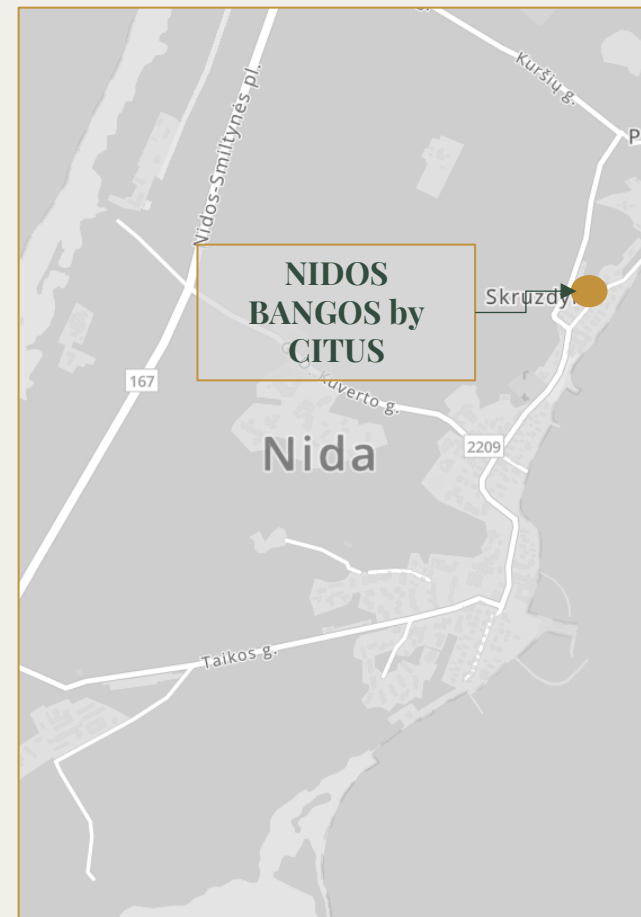 Kuršių g.
P
Nidos-Smiltynės pl.
NIDOS
BANGOS by
CITUS
Skruzdy
167
Kuverto g.
2209
Nida
Taikos g.